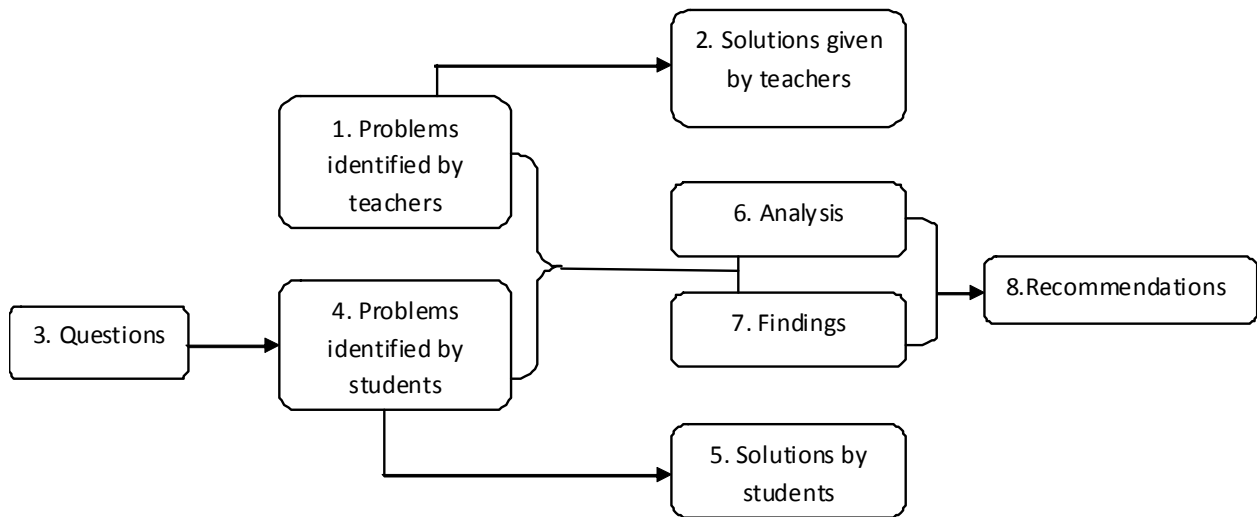 2. Solutions given
by teachers
1. Problems
identified by
teachers
6. Analysis
8.Recommendations
3. Questions
4. Problems
identified by
students
7. Findings
5. Solutions by
students